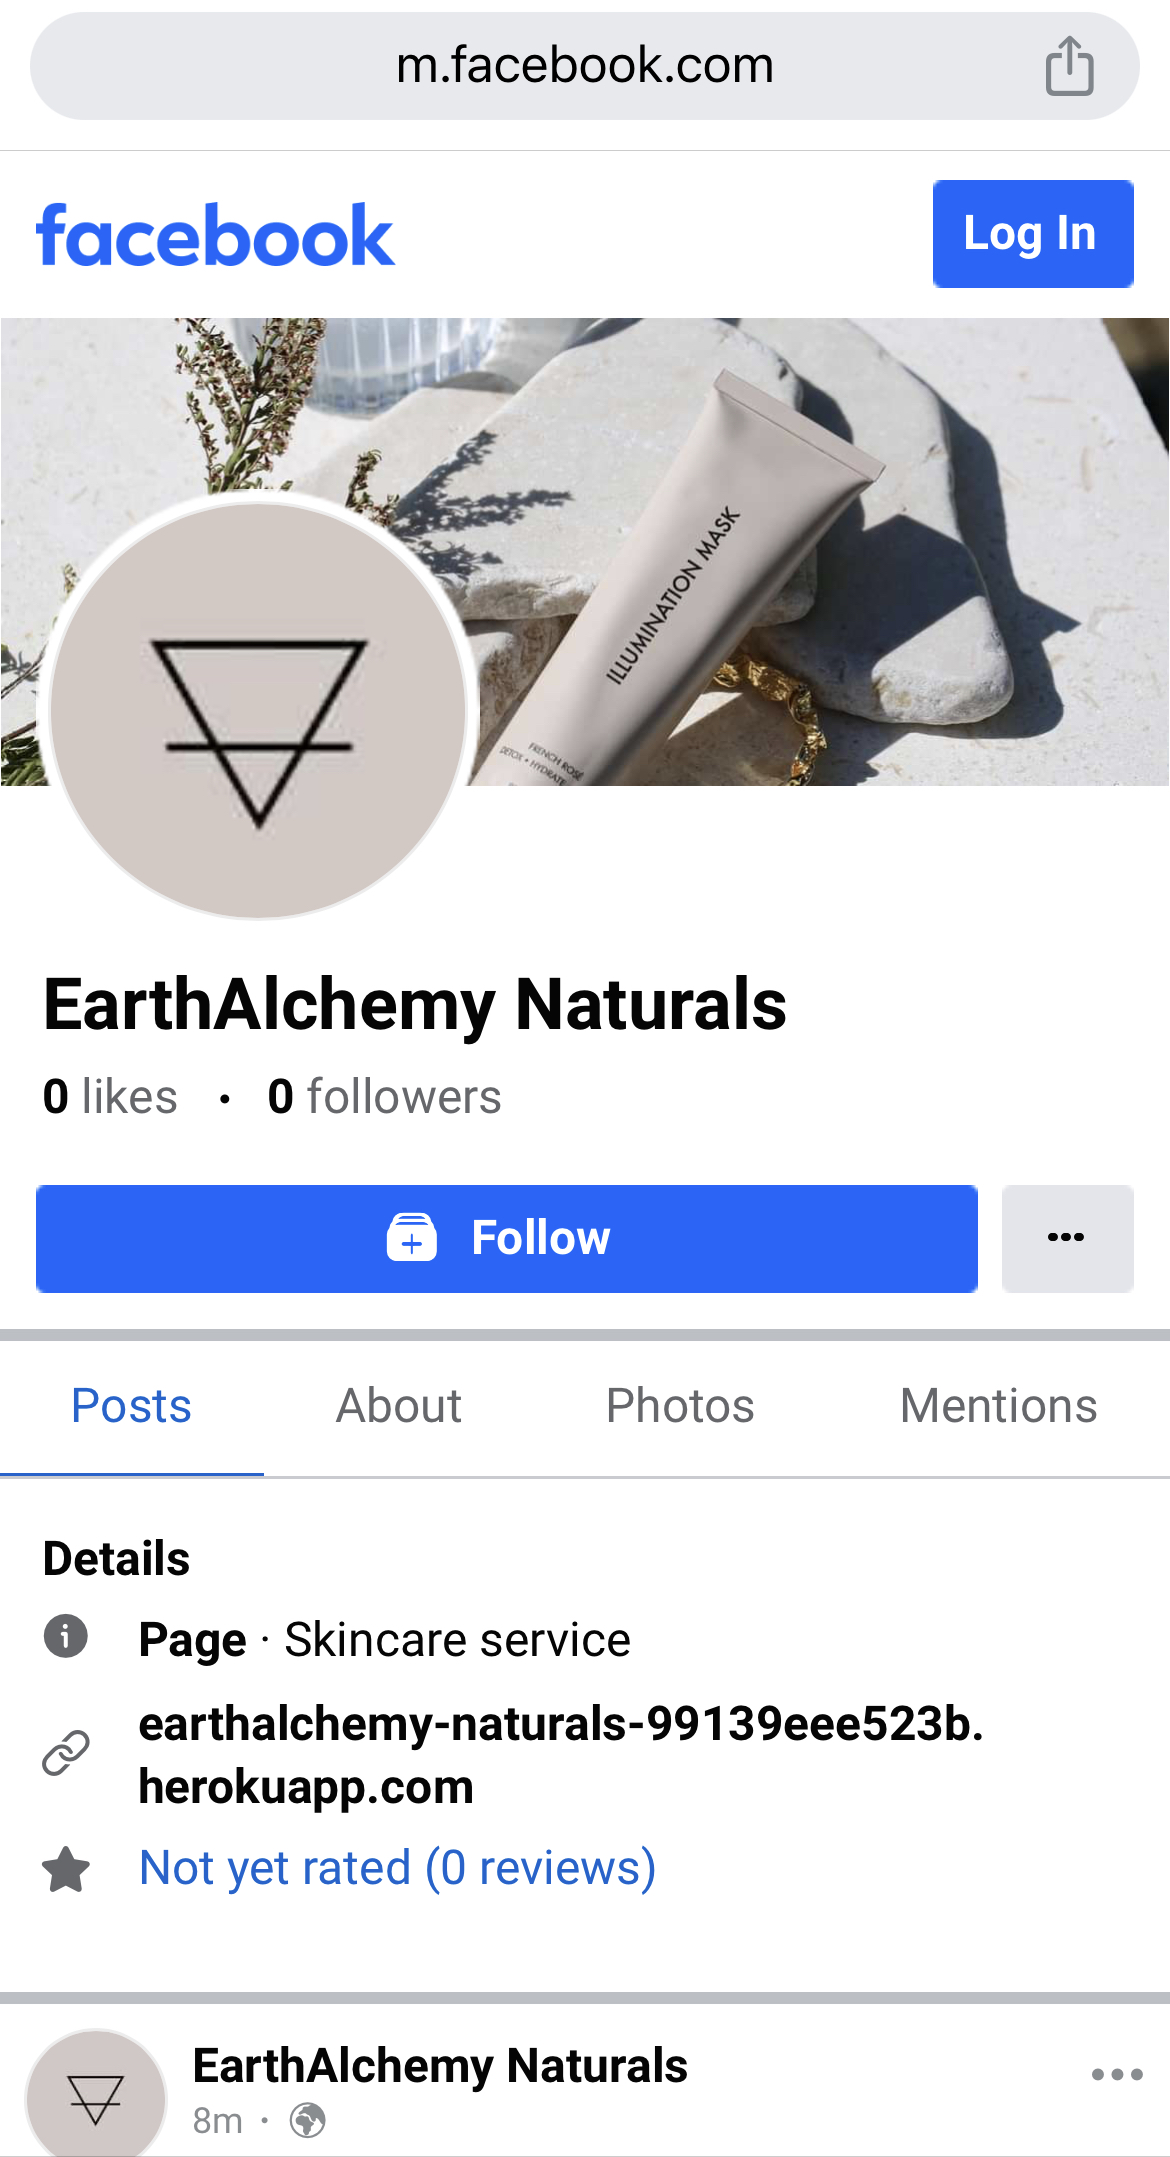 m.facebook.com
facebook
Log In
ILLUMINATION MASK
FRENCH ROSE
DETOX + HYDRATE
EarthAlchemy Naturals
0 likes · 0 followers
Follow
Posts About Photos Mentions
Details
Page · Skincare service
earthalchemy-naturals-99139eee523b.
herokuapp.com
Not yet rated (0 reviews)
EarthAlchemy Naturals
8m ·